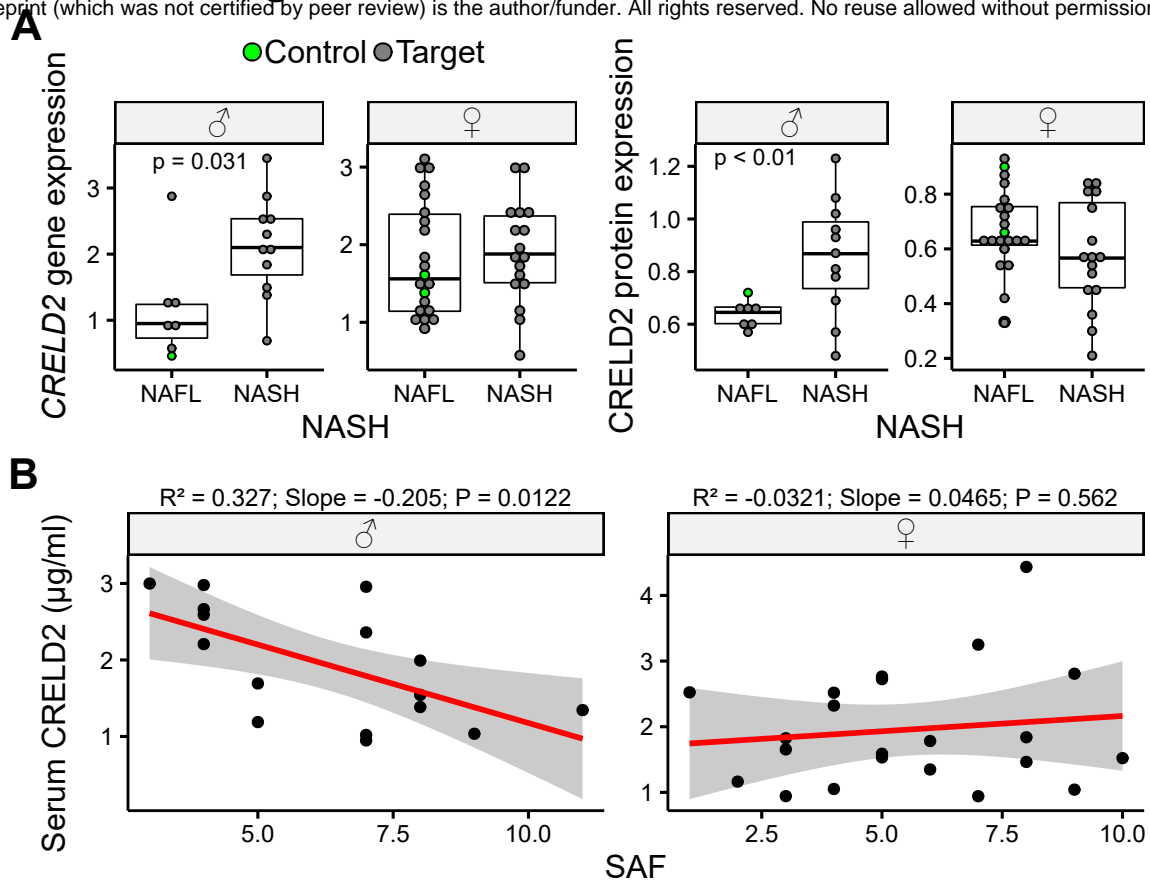 eprint (which was not certified by peer review) is the author/funder. All rights reserved. No reuse allowed without permission
A
Control Target
CRELD2 gene expression
♂
p = 0.031
3
2
1
NAFL NASH
♀
3
2
1
NAFL NASH
NASH
CRELD2 protein expression
♂
p < 0.01
1.2
1.0
0.8
0.6
NAFL NASH
♀
0.8
0.6
0.4
0.2
NAFL NASH
NASH
B
Serum CRELD2 (µg/ml)
R² = 0.327; Slope = -0.205; P = 0.0122
♂
3
2
1
5.0 7.5 10.0
R² = -0.0321; Slope = 0.0465; P = 0.562
♀
4
3
2
1
2.5 5.0 7.5 10.0
SAF